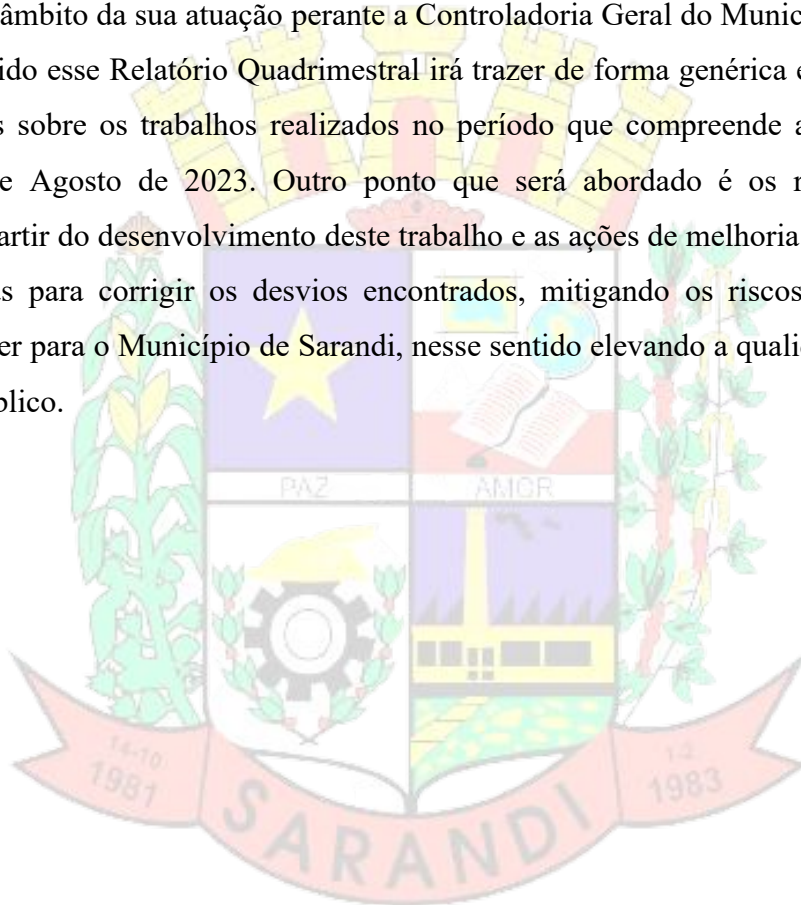 âmbito da sua atuação perante a Controladoria Geral do Munic
ido esse Relatório Quadrimestral irá trazer de forma genérica e
s sobre os trabalhos realizados no período que compreende a
e Agosto de 2023. Outro ponto que será abordado é os r
artir do desenvolvimento deste trabalho e as ações de melhoria
s para corrigir os desvios encontrados, mitigando os riscos
er para o Município de Sarandi, nesse sentido elevando a quali
blico.
PAZ AMOR
14-10 1-2
1981 1983
SARANDI